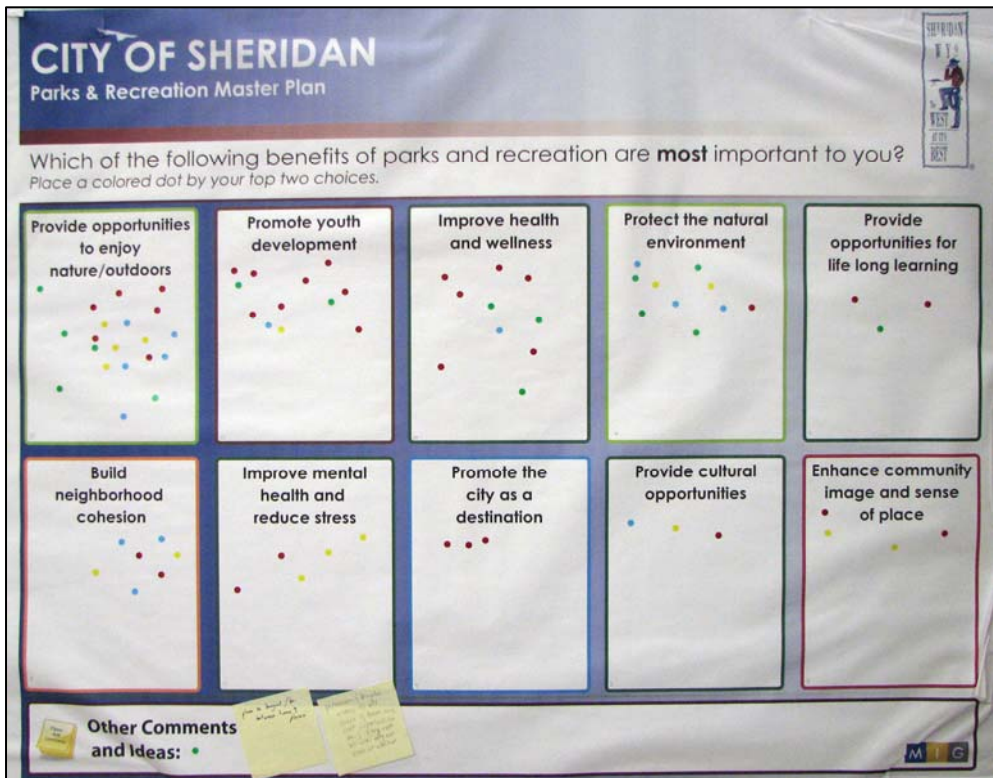 CITY OF SHERIDAN
Parks & Recreation Master Plan
SHERIDAN
WYO
The
WEST
AT ITS
BEST
Which of the following benefits of parks and recreation are most important to you?
Place a colored dot by your top two choices.
Provide opportunities
to enjoy
nature/outdoors
Promote youth
development
Improve health
and wellness
Protect the natural
environment
Provide
opportunities for
life long learning
Build
neighborhood
cohesion
Improve mental
health and
reduce stress
Promote the
city as a
destination
Provide cultural
opportunities
Enhance community
image and sense
of place
Other Comments
and Ideas:
MIG